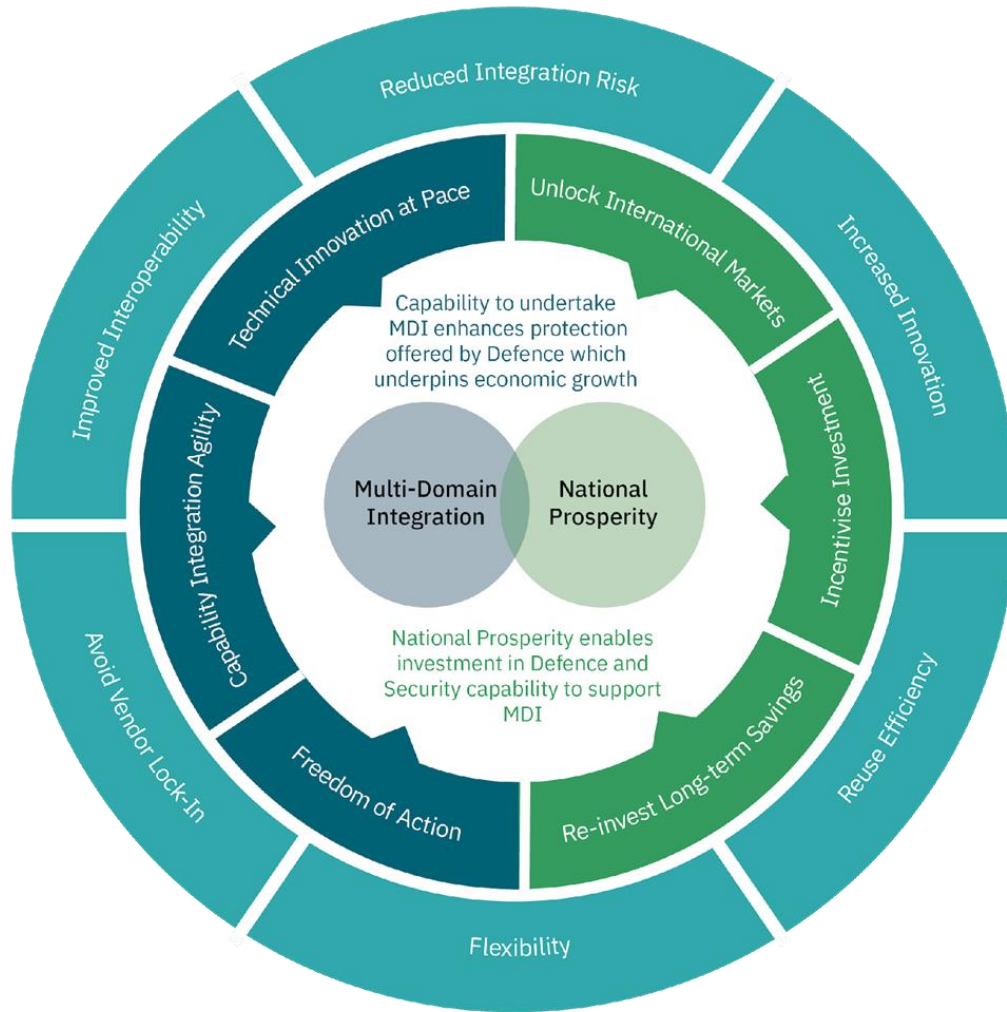 Reduced Integration Risk
Increased Innovation
Reuse Efficiency
Flexibility
Avoid Vendor Lock-In
Improved Interoperability
Technical Innovation at Pace
Unlock International Markets
Incentivise Investment
Re-invest Long-term Savings
Freedom of Action
Capability Integration Agility
Capability to undertake
MDI enhances protection
offered by Defence which
underpins economic growth
Multi-Domain
Integration
National
Prosperity
National Prosperity enables
investment in Defence and
Security capability to support
MDI